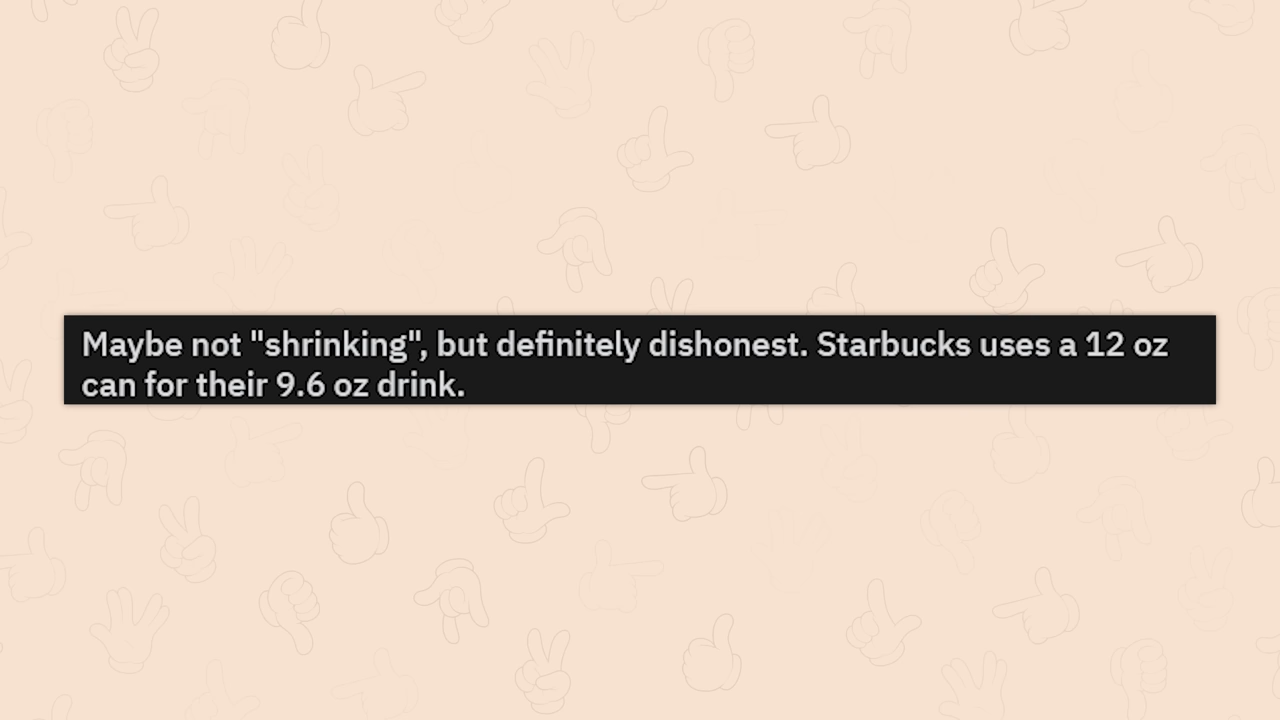 Maybe not "shrinking", but definitely dishonest. Starbucks uses a 12 oz
can for their 9.6 oz drink.